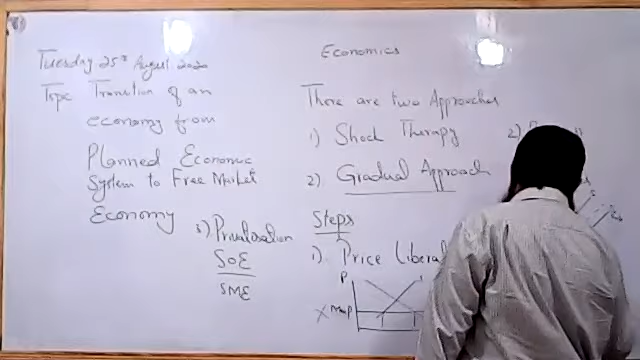 Tuesday 25th August 2020
Economics
Topic Transition of an
economy from
Planned Economic
System to Free Market
Economy
There are two Approaches
1) Shock Therapy
2). Gradual Approach
Steps
1). Price Liberal
P
X Map
2)
S
3) Privatisation
SOE
SME